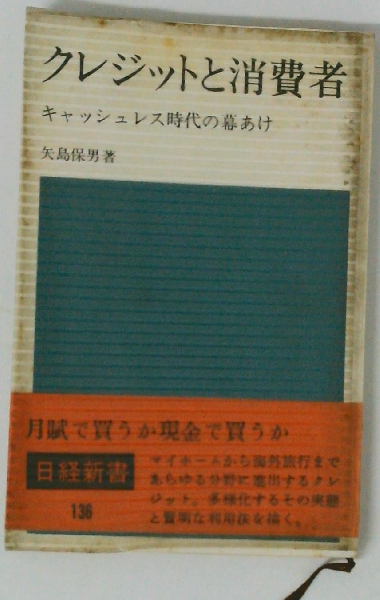 クレジットと消費者
キャッシュレス時代の幕あけ
矢島保男著
月賦で買うか現金で買うか
日経新書
136
マイホームから海外旅行まで
あらゆる分野に進出するクレ
ジット。多様化するその実態
と賢明な利用法を描く。